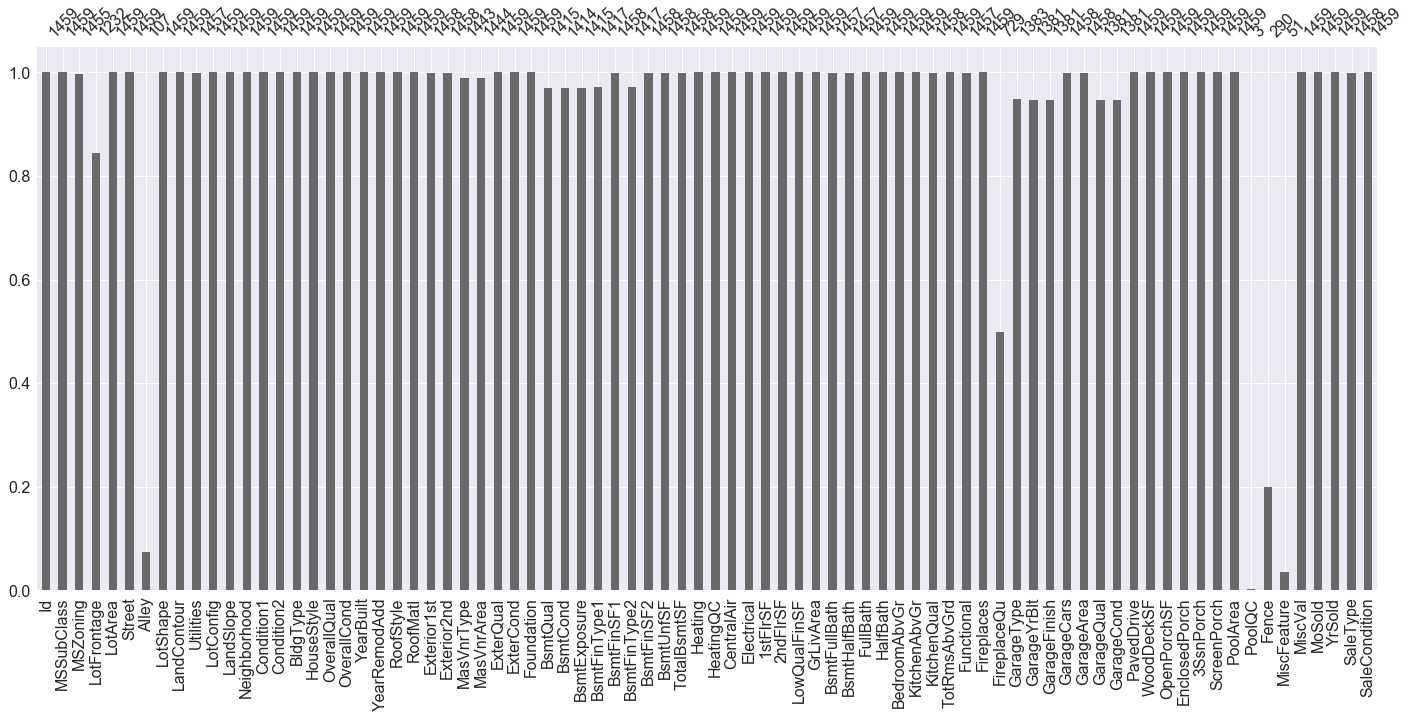 1459
1459
1455
1232
1459
1459
107
1459
1459
1457
1459
1459
1459
1459
1459
1459
1459
1459
1459
1459
1459
1459
1459
1458
1458
1443
1444
1459
1459
1459
1415
1414
1415
1417
1458
1417
1458
1458
1458
1459
1459
1459
1459
1459
1459
1459
1459
1457
1457
1459
1459
1459
1459
1458
1459
1457
1459
729
1383
1381
1381
1458
1458
1381
1381
1459
1459
1459
1459
1459
1459
1459
3
290
51
1459
1459
1459
1458
1459
1.0
0.8
0.6
0.4
0.2
0.0
Id
MSSubClass
MSZoning
LotFrontage
LotArea
Street
Alley
LotShape
LandContour
Utilities
LotConfig
LandSlope
Neighborhood
Condition1
Condition2
BldgType
HouseStyle
OverallQual
OverallCond
YearBuilt
YearRemodAdd
RoofStyle
RoofMatl
Exterior1st
Exterior2nd
MasVnrType
MasVnrArea
ExterQual
ExterCond
Foundation
BsmtQual
BsmtCond
BsmtExposure
BsmtFinType1
BsmtFinSF1
BsmtFinType2
BsmtFinSF2
BsmtUnfSF
TotalBsmtSF
Heating
HeatingQC
CentralAir
Electrical
1stFlrSF
2ndFlrSF
LowQualFinSF
GrLivArea
BsmtFullBath
BsmtHalfBath
FullBath
HalfBath
BedroomAbvGr
KitchenAbvGr
KitchenQual
TotRmsAbvGrd
Functional
Fireplaces
FireplaceQu
GarageType
GarageYrBlt
GarageFinish
GarageCars
GarageArea
GarageQual
GarageCond
PavedDrive
WoodDeckSF
OpenPorchSF
EnclosedPorch
3SsnPorch
ScreenPorch
PoolArea
PoolQC
Fence
MiscFeature
MiscVal
MoSold
YrSold
SaleType
SaleCondition